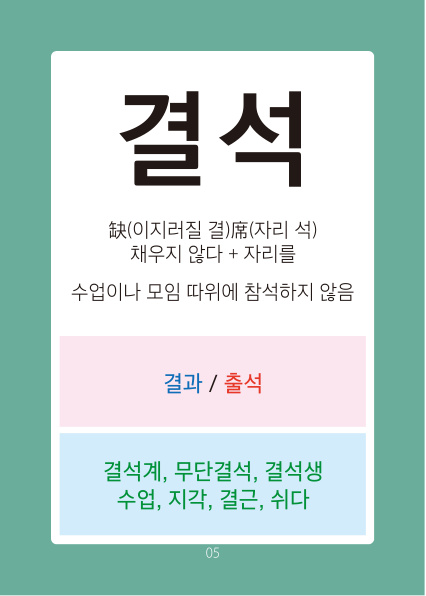 결석
缺(이지러질 결)席(자리 석)
채우지 않다 + 자리를
수업이나 모임 따위에 참석하지 않음
결과 / 출석
결석계, 무단결석, 결석생
수업, 지각, 결근, 쉬다
05